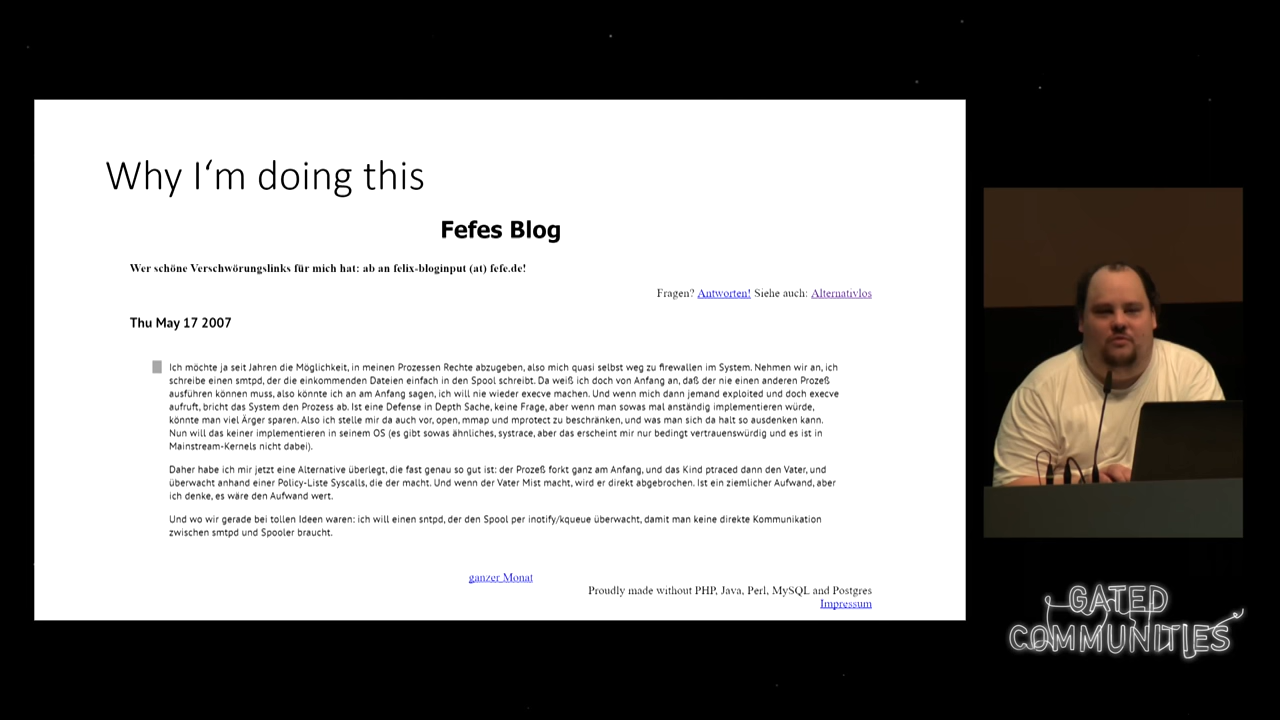 Why I‘m doing this
Fefes Blog
Wer schöne Verschwörungslinks für mich hat: ab an felix-bloginput (at) fefe.de!
Fragen? Antworten! Siehe auch: Alternativlos
Thu May 17 2007
Ich möchte ja seit Jahren die Möglichkeit, in meinen Prozessen Rechte abzugeben, also mich quasi selbst weg zu firewallen im System. Nehmen wir an, ich
schreibe einen smtpd, der die einkommenden Dateien einfach in den Spool schreibt. Da weiß ich doch von Anfang an, daß der nie einen anderen Prozeß
ausführen können muss, also könnte ich an am Anfang sagen, ich will nie wieder execve machen. Und wenn mich dann jemand exploited und doch execve
aufruft, bricht das System den Prozess ab. Ist eine Defense in Depth Sache, keine Frage, aber wenn man sowas mal anständig implementieren würde,
könnte man viel Ärger sparen. Also ich stelle mir da auch vor, open, mmap und mprotect zu beschränken, und was man sich da halt so ausdenken kann.
Nun will das keiner implementieren in seinem OS (es gibt sowas ähnliches, systrace, aber das erscheint mir nur bedingt vertrauenswürdig und es ist in
Mainstream-Kernels nicht dabei).
Daher habe ich mir jetzt eine Alternative überlegt, die fast genau so gut ist: der Prozeß forkt ganz am Anfang, und das Kind ptraced dann den Vater, und
überwacht anhand einer Policy-Liste Syscalls, die der macht. Und wenn der Vater Mist macht, wird er direkt abgebrochen. Ist ein ziemlicher Aufwand, aber
ich denke, es wäre den Aufwand wert.
Und wo wir gerade bei tollen Ideen waren: ich will einen sntpd, der den Spool per inotify/kqueue überwacht, damit man keine direkte Kommunikation
zwischen smtpd und Spooler braucht.
ganzer Monat
Proudly made without PHP, Java, Perl, MySQL and Postgres
Impressum
GATED
COMMUNITIES